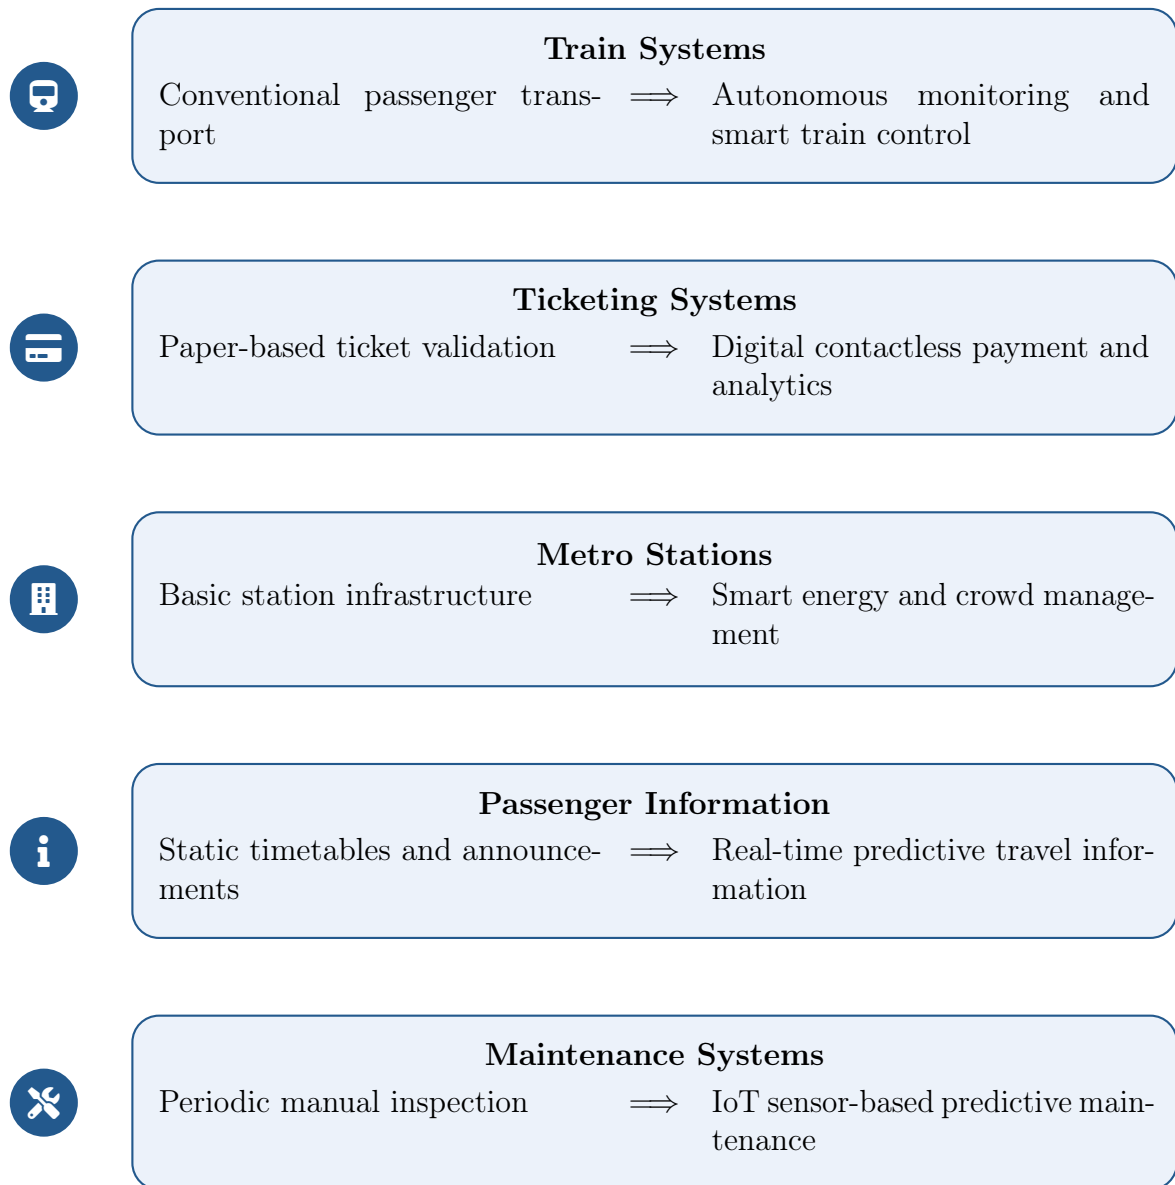 Train Systems
Conventional passenger trans- ⟹ Autonomous monitoring and
port smart train control
Ticketing Systems
Paper-based ticket validation ⟹ Digital contactless payment and
analytics
Metro Stations
Basic station infrastructure ⟹ Smart energy and crowd manage-
ment
Passenger Information
Static timetables and announce- ⟹ Real-time predictive travel infor-
ments mation
Maintenance Systems
Periodic manual inspection ⟹ IoT sensor-based predictive main-
tenance